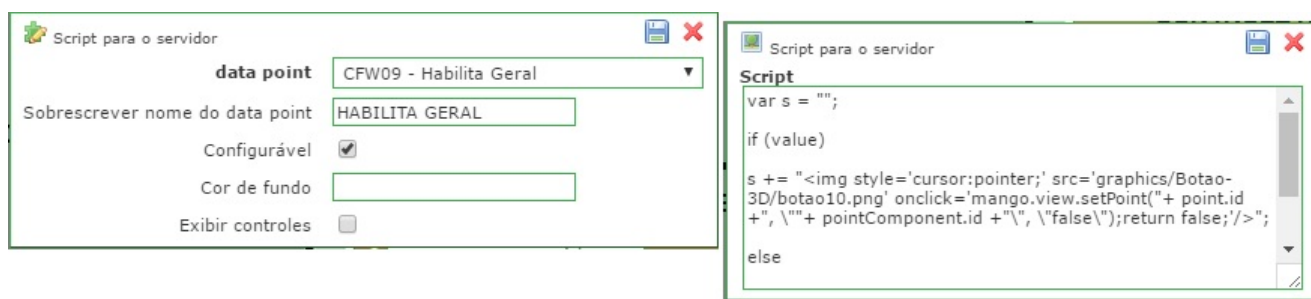 Script para o servidor
data point CFW09 - Habilita Geral
Sobrescrever nome do data point HABILITA GERAL
Configurável
Cor de fundo
Exibir controles
Script para o servidor
Script
var s = "";
if (value)
s += "<img style='cursor:pointer;' src='graphics/Botao-
3D/botao10.png' onclick='mango.view.setPoint("+ point.id
+", \""+ pointComponent.id +"\", \"false\");return false;'/>";
else